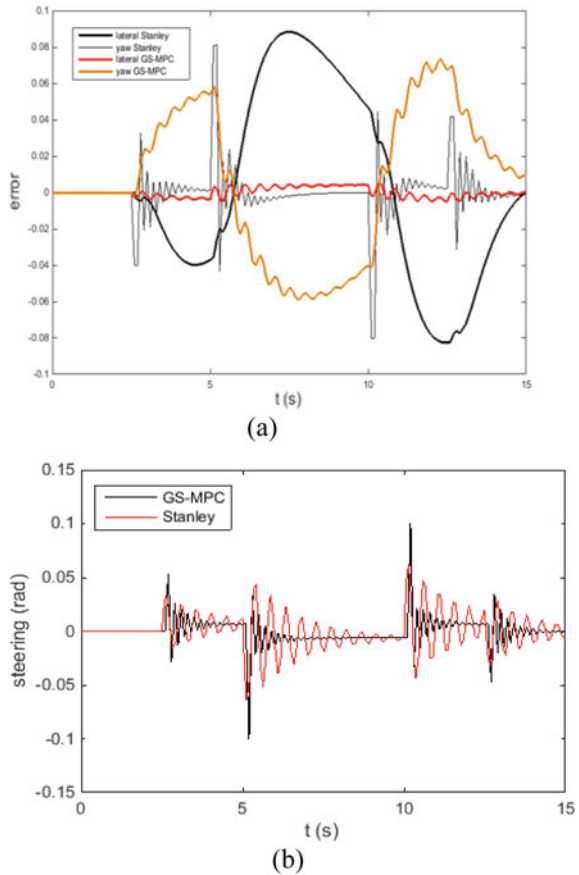 0.1
0.08
0.06
0.04
0.02
0
-0.02
-0.04
-0.06
-0.08
-0.1
error
lateral Stanley
yaw Stanley
lateral GS-MPC
yaw GS-MPC
0 5 10 15
t (s)
(a)
0.15
0.1
0.05
0
-0.05
-0.1
-0.15
steering (rad)
GS-MPC
Stanley
0 5 10 15
t (s)
(b)